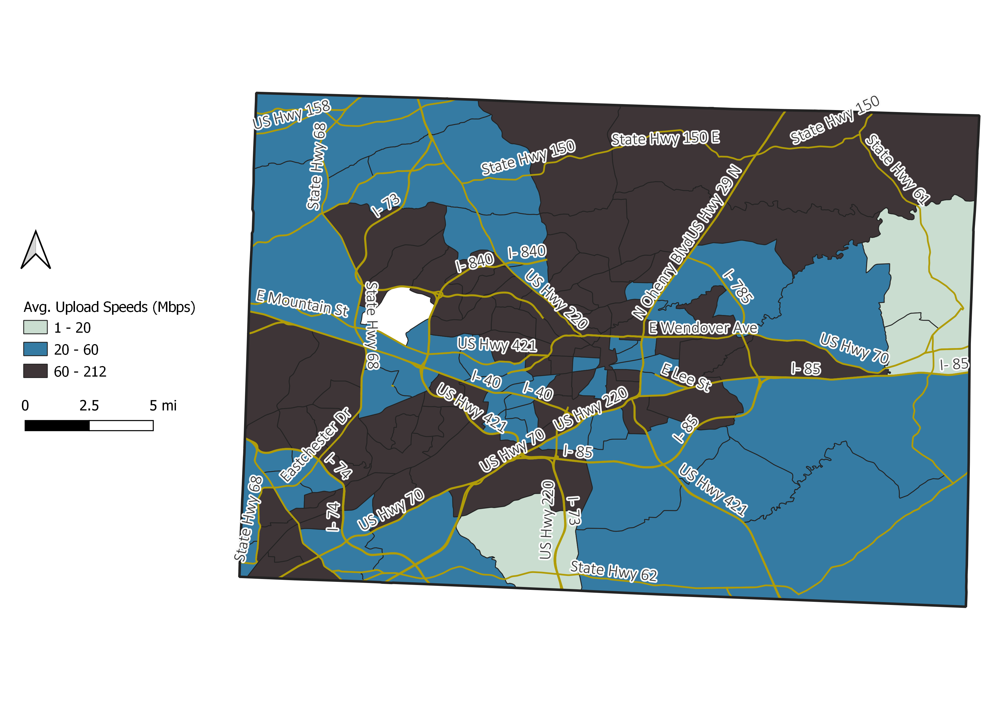 US Hwy 158
State Hwy 68
State Hwy 150
State Hwy 150 E
State Hwy 150
State Hwy 61
I- 73
N Ohenry Blvd
US Hwy 29 N
I- 840
I- 840
US Hwy 220
I- 785
E Mountain St
State Hwy 68
E Wendover Ave
US Hwy 421
US Hwy 70
I- 85
I- 85
I- 40
I- 40
E Lee St
US Hwy 421
US Hwy 220
I- 85
Eastchester Dr
I- 74
US Hwy 70
I- 85
US Hwy 421
State Hwy 68
I- 74
US Hwy 70
US Hwy 220
I- 73
State Hwy 62
Avg. Upload Speeds (Mbps)
1 - 20
20 - 60
60 - 212
0 2.5 5 mi